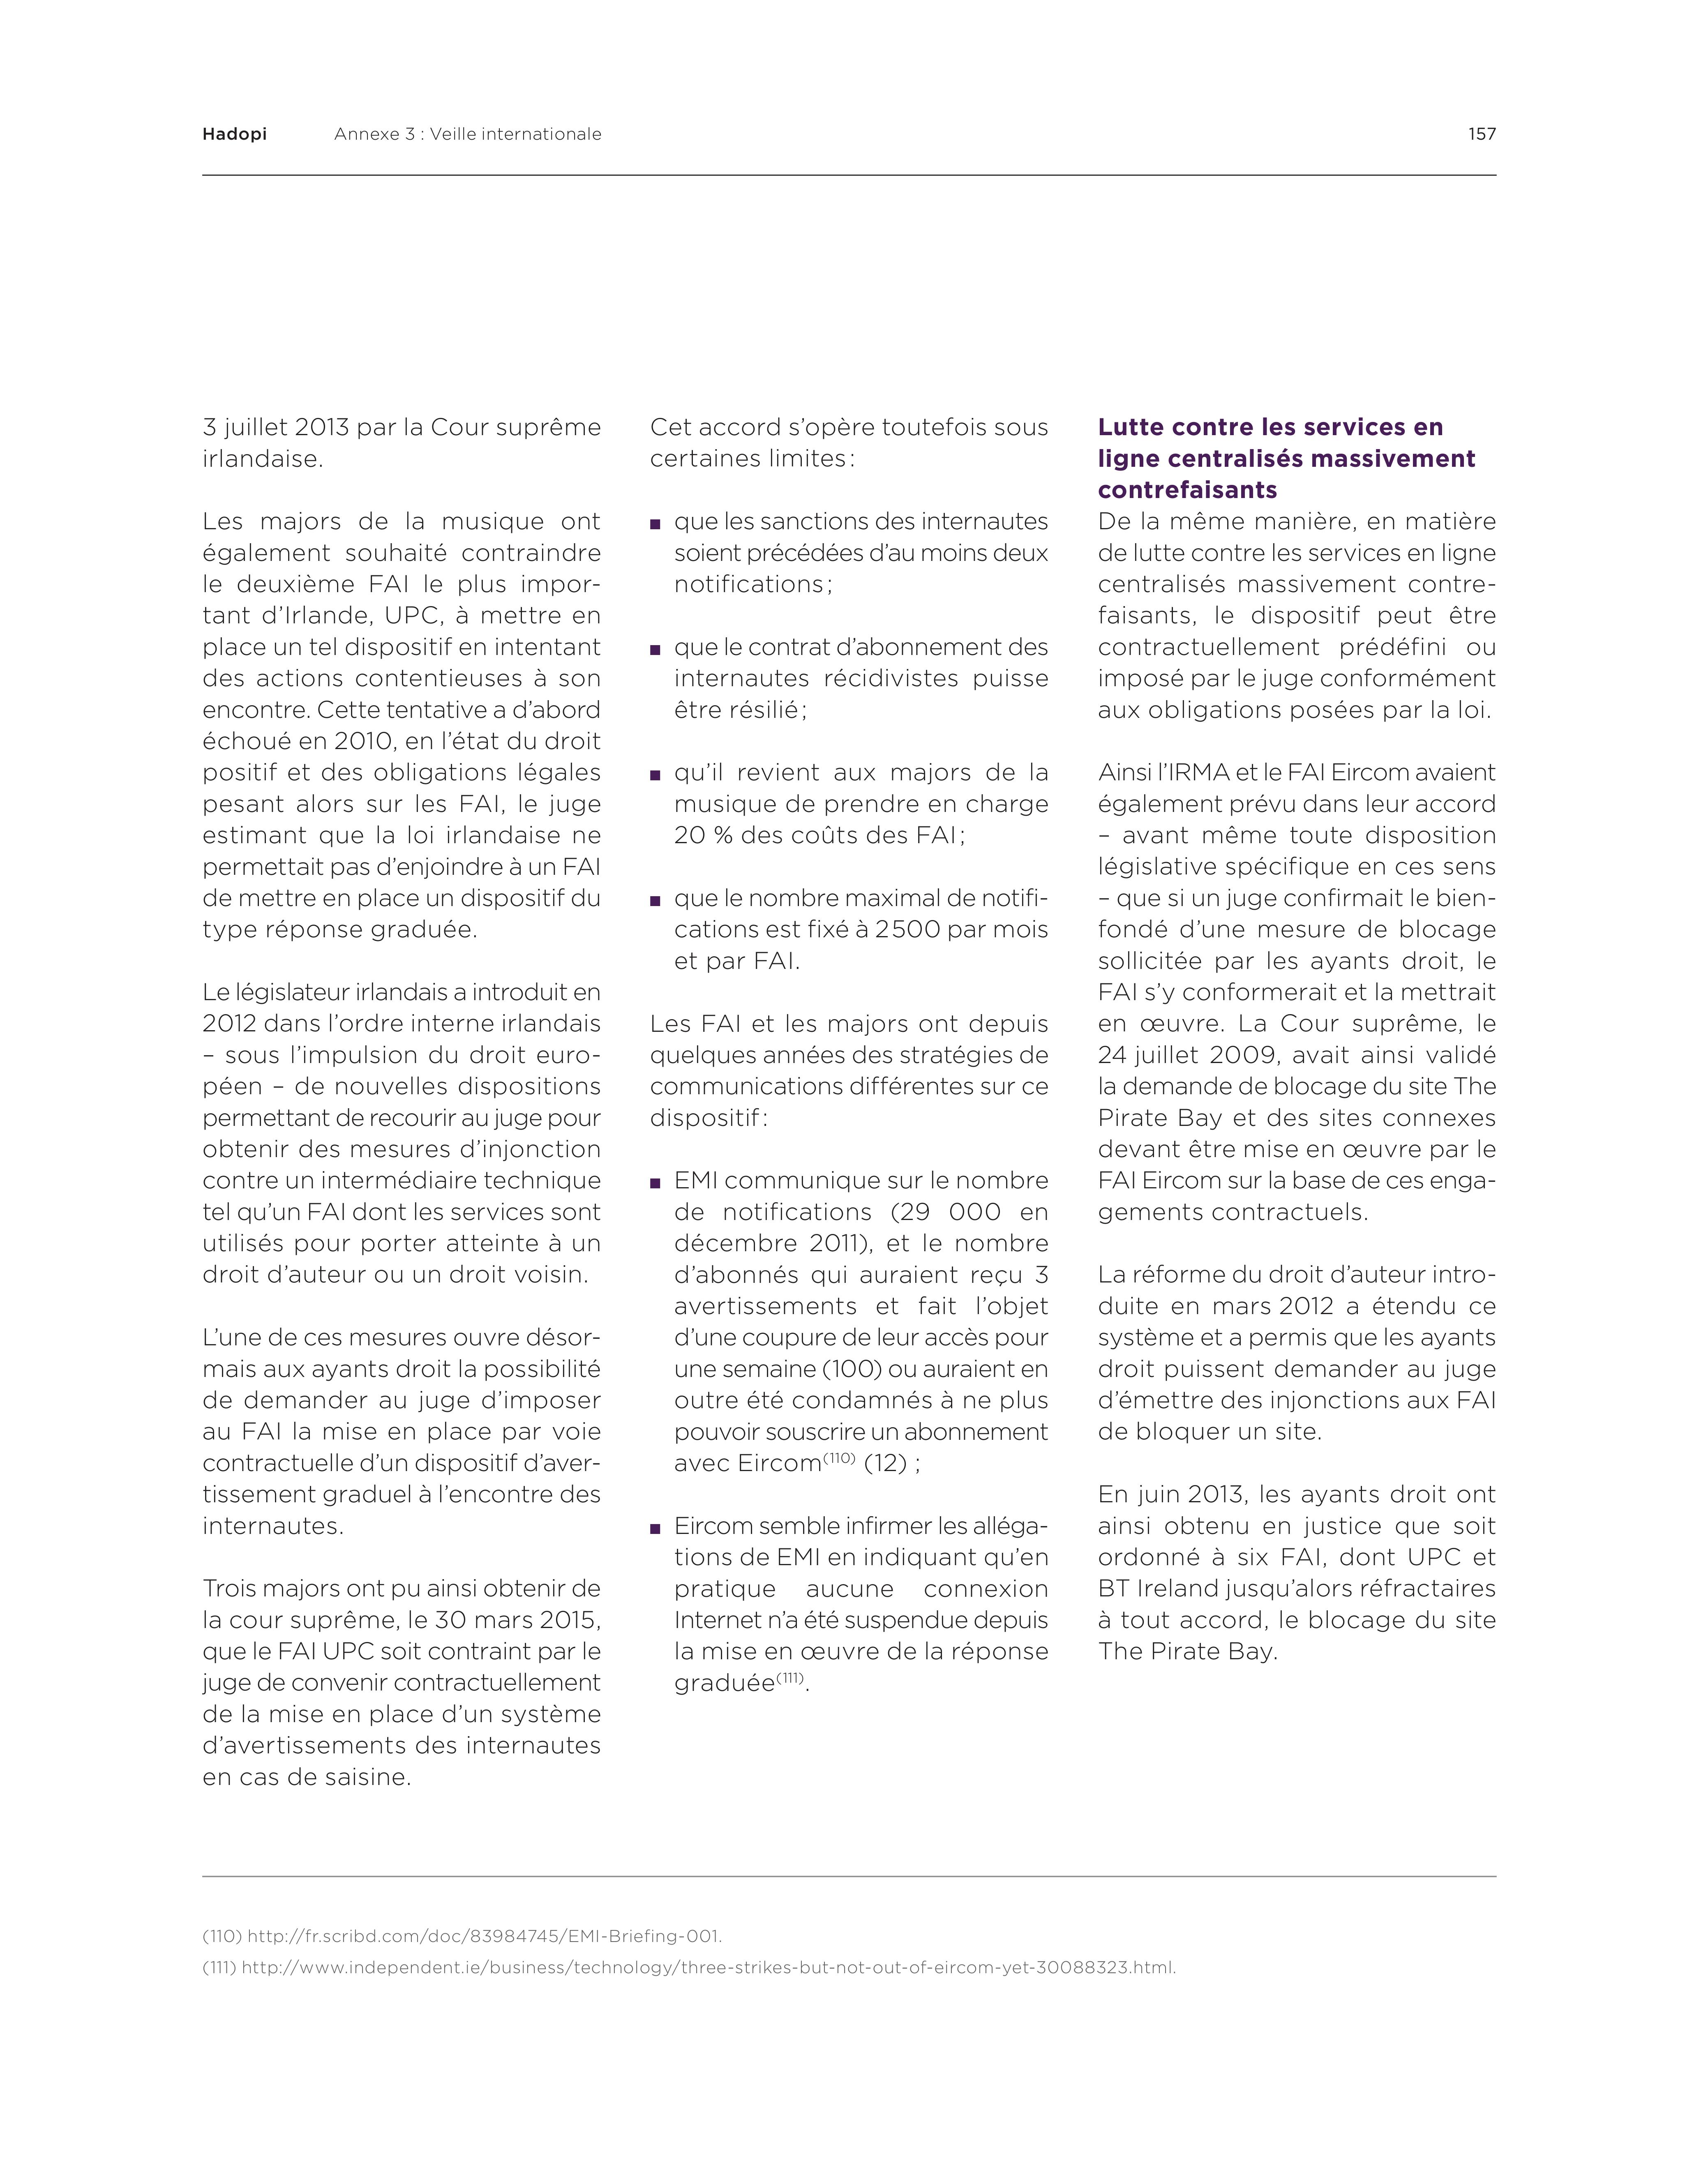 Hadopi Annexe 3 : Veille internationale 157
3 juillet 2013 par la Cour suprême
irlandaise.
Les majors de la musique ont
également souhaité contraindre
le deuxième FAI le plus impor-
tant d’Irlande, UPC, à mettre en
place un tel dispositif en intentant
des actions contentieuses à son
encontre. Cette tentative a d’abord
échoué en 2010, en l’état du droit
positif et des obligations légales
pesant alors sur les FAI, le juge
estimant que la loi irlandaise ne
permettait pas d’enjoindre à un FAI
de mettre en place un dispositif du
type réponse graduée.
Le législateur irlandais a introduit en
2012 dans l’ordre interne irlandais
– sous l’impulsion du droit euro-
péen – de nouvelles dispositions
permettant de recourir au juge pour
obtenir des mesures d’injonction
contre un intermédiaire technique
tel qu’un FAI dont les services sont
utilisés pour porter atteinte à un
droit d’auteur ou un droit voisin.
L’une de ces mesures ouvre désor-
mais aux ayants droit la possibilité
de demander au juge d’imposer
au FAI la mise en place par voie
contractuelle d’un dispositif d’aver-
tissement graduel à l’encontre des
internautes.
Trois majors ont pu ainsi obtenir de
la cour suprême, le 30 mars 2015,
que le FAI UPC soit contraint par le
juge de convenir contractuellement
de la mise en place d’un système
d’avertissements des internautes
en cas de saisine.
Cet accord s’opère toutefois sous
certaines limites :
■ que les sanctions des internautes
soient précédées d’au moins deux
notifications ;
■ que le contrat d’abonnement des
internautes récidivistes puisse
être résilié ;
■ qu’il revient aux majors de la
musique de prendre en charge
20 % des coûts des FAI ;
■ que le nombre maximal de notifi-
cations est fixé à 2500 par mois
et par FAI.
Les FAI et les majors ont depuis
quelques années des stratégies de
communications différentes sur ce
dispositif :
■ EMI communique sur le nombre
de notifications (29 000 en
décembre 2011), et le nombre
d’abonnés qui auraient reçu 3
avertissements et fait l’objet
d’une coupure de leur accès pour
une semaine (100) ou auraient en
outre été condamnés à ne plus
pouvoir souscrire un abonnement
avec Eircom(110) (12) ;
■ Eircom semble infirmer les alléga-
tions de EMI en indiquant qu’en
pratique aucune connexion
Internet n’a été suspendue depuis
la mise en œuvre de la réponse
graduée(111).
Lutte contre les services en
ligne centralisés massivement
contrefaisants
De la même manière, en matière
de lutte contre les services en ligne
centralisés massivement contre-
faisants, le dispositif peut être
contractuellement prédéfini ou
imposé par le juge conformément
aux obligations posées par la loi.
Ainsi l’IRMA et le FAI Eircom avaient
également prévu dans leur accord
– avant même toute disposition
législative spécifique en ces sens
– que si un juge confirmait le bien-
fondé d’une mesure de blocage
sollicitée par les ayants droit, le
FAI s’y conformerait et la mettrait
en œuvre. La Cour suprême, le
24 juillet 2009, avait ainsi validé
la demande de blocage du site The
Pirate Bay et des sites connexes
devant être mise en œuvre par le
FAI Eircom sur la base de ces enga-
gements contractuels.
La réforme du droit d’auteur intro-
duite en mars 2012 a étendu ce
système et a permis que les ayants
droit puissent demander au juge
d’émettre des injonctions aux FAI
de bloquer un site.
En juin 2013, les ayants droit ont
ainsi obtenu en justice que soit
ordonné à six FAI, dont UPC et
BT Ireland jusqu’alors réfractaires
à tout accord, le blocage du site
The Pirate Bay.
(110) http://fr.scribd.com/doc/83984745/EMI-Briefing-001.
(111) http://www.independent.ie/business/technology/three-strikes-but-not-out-of-eircom-yet-30088323.html.